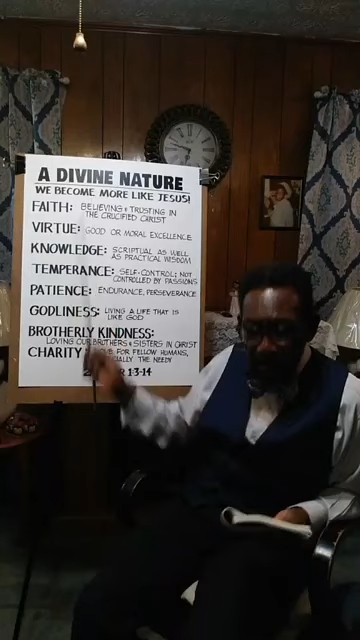 A DIVINE NATURE
WE BECOME MORE LIKE JESUS!
FAITH: BELIEVING & TRUSTING IN
THE CRUCIFIED CHRIST
VIRTUE: GOOD OR MORAL EXCELLENCE
KNOWLEDGE: SCRIPTUAL AS WELL
AS PRACTICAL WISDOM
TEMPERANCE: SELF-CONTROL; NOT
CONTROLLED BY PASSIONS
PATIENCE: ENDURANCE, PERSEVERANCE
GODLINESS: LIVING A LIFE THAT IS
LIKE GOD
BROTHERLY KINDNESS:
LOVING OUR BROTHERS & SISTERS IN CHRIST
CHARITY: FOR FELLOW HUMANS,
THE NEEDY
1:3-14